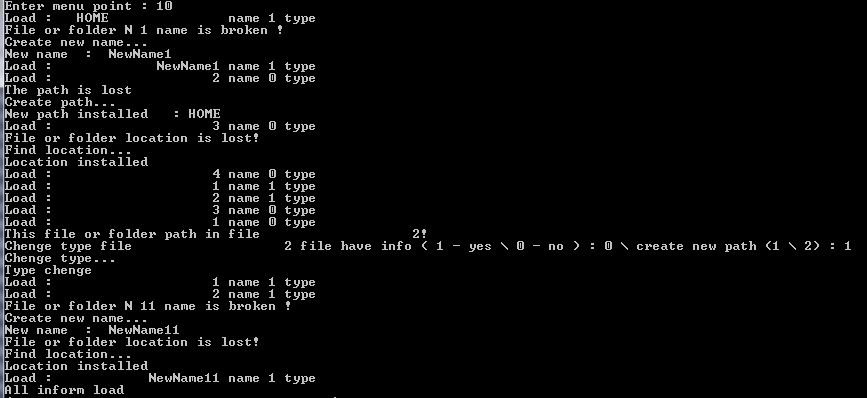 Enter menu point : 10
Load :   HOME               name 1 type
File or folder N 1 name is broken !
Create new name...
New name  :  NewName1
Load :             NewName1 name 1 type
Load :                    2 name 0 type
The path is lost
Create path...
New path installed   : HOME
Load :                    3 name 0 type
File or folder location is lost!
Find location...
Location installed
Load :                    4 name 0 type
Load :                    1 name 1 type
Load :                    2 name 1 type
Load :                    3 name 0 type
Load :                    1 name 0 type
This file or folder path in file                   2!
Chenge type file                   2 file have info ( 1 - yes \ 0 - no ) : 0 \ create new path (1 \ 2) : 1
Chenge type...
Type chenge
Load :                    1 name 1 type
Load :                    2 name 1 type
File or folder N 11 name is broken !
Create new name...
New name  :  NewName11
File or folder location is lost!
Find location...
Location installed
Load :            NewName11 name 1 type
All inform load